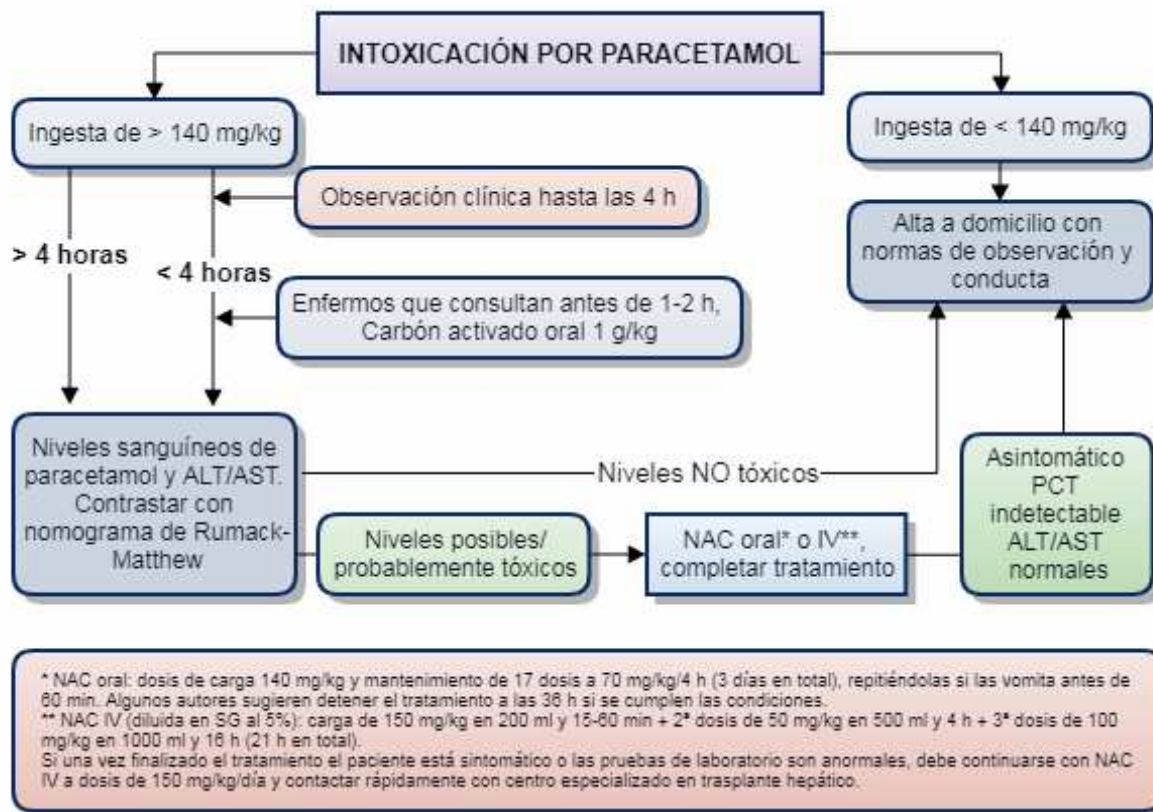 INTOXICACIÓN POR PARACETAMOL
Ingesta de > 140 mg/kg
Ingesta de < 140 mg/kg
Observación clínica hasta las 4 h
Alta a domicilio con
normas de observación y
conducta
> 4 horas
< 4 horas
Enfermos que consultan antes de 1-2 h,
Carbón activado oral 1 g/kg
Niveles sanguíneos de
paracetamol y ALT/AST.
Contrastar con
nomograma de Rumack-
Matthew
Niveles NO tóxicos
Niveles posibles/
probablemente tóxicos
NAC oral* o IV**,
completar tratamiento
Asintomático
PCT
indetectable
ALT/AST
normales
* NAC oral: dosis de carga 140 mg/kg y mantenimiento de 17 dosis a 70 mg/kg/4 h (3 días en total), repitiéndolas si las vomita antes de
60 min. Algunos autores sugieren detener el tratamiento a las 36 h si se cumplen las condiciones.
** NAC IV (diluida en SG al 5%): carga de 150 mg/kg en 200 ml y 15-60 min + 2ª dosis de 50 mg/kg en 500 ml y 4 h + 3ª dosis de 100
mg/kg en 1000 ml y 16 h (21 h en total).
Si una vez finalizado el tratamiento el paciente está sintomático o las pruebas de laboratorio son anormales, debe continuarse con NAC
IV a dosis de 150 mg/kg/día y contactar rápidamente con centro especializado en trasplante hepático.